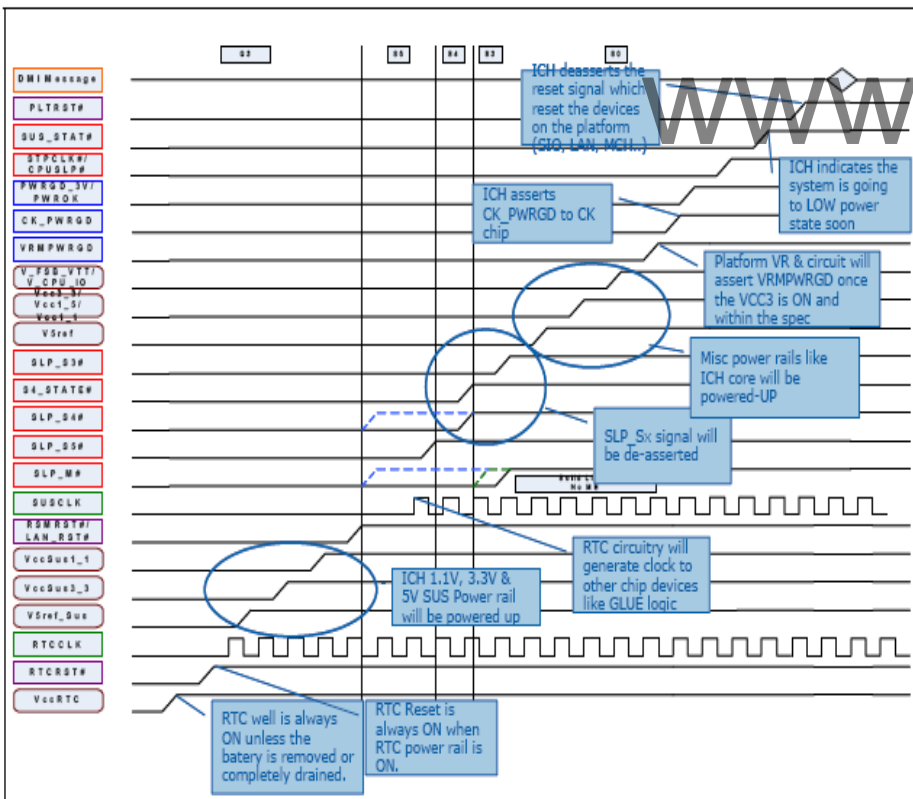 G3 S5 S4 S3 S0
DMI Message
PLTRST#
SUS_STAT#
STPCLK#/
CPUSLP#
PWRGD_3V/
PWROK
CK_PWRGD
VRMPWRGD
V_FSB_VTT/
V_CPU_IO
Vcc3_3/
Vcc1_5/
Vcc1_1
V5ref
SLP_S3#
S4_STATE#
SLP_S4#
SLP_S5#
SLP_M#
SUSCLK
RSMRST#/
LAN_RST#
VccSus1_1
VccSus3_3
V5ref_Sus
RTCCLK
RTCRST#
VccRTC
ICH deasserts the
reset signal which
reset the devices
on the platform
(SIO, LAN, MCH..)
WWW
ICH indicates the
system is going
to LOW power
state soon
ICH asserts
CK_PWRGD to CK
chip
Platform VR & circuit will
assert VRMPWRGD once
the VCC3 is ON and
within the spec
Misc power rails like
ICH core will be
powered-UP
SLP_Sx signal will
be de-asserted
No M
RTC circuitry will
generate clock to
other chip devices
like GLUE logic
ICH 1.1V, 3.3V &
5V SUS Power rail
will be powered up
RTC well is always
ON unless the
batery is removed or
completely drained.
RTC Reset is
always ON when
RTC power rail is
ON.